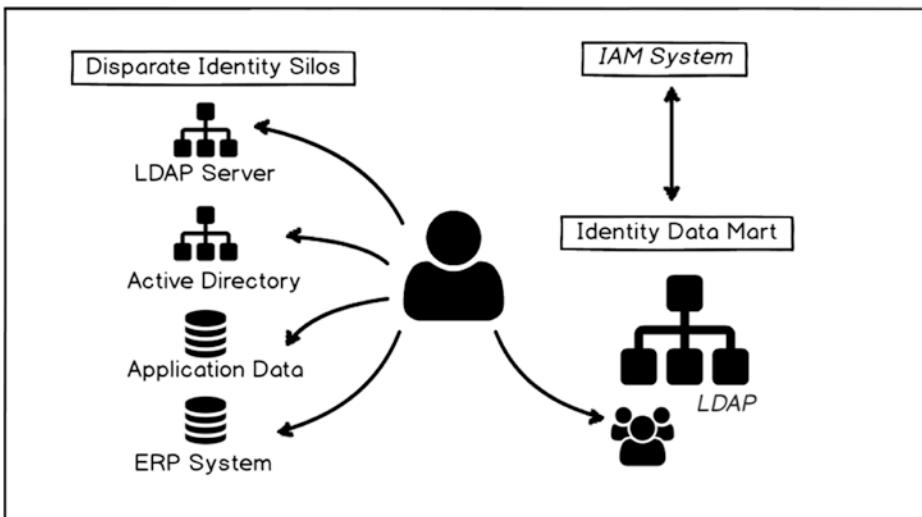 Disparate Identity Silos
LDAP Server
Active Directory
Application Data
ERP System
IAM System
Identity Data Mart
LDAP